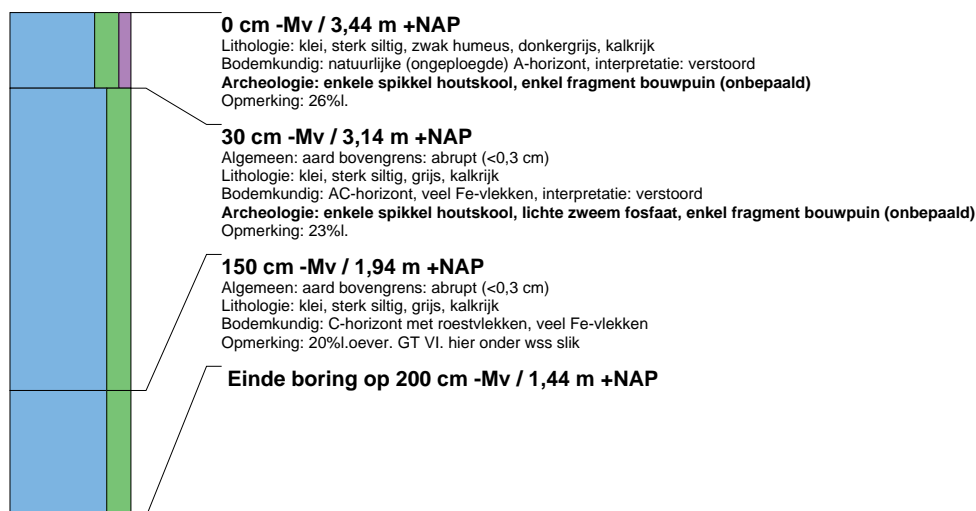 0 cm -Mv / 3,44 m +NAP
Lithologie: klei, sterk siltig, zwak humeus, donkergrijs, kalkrijk
Bodemkundig: natuurlijke (ongeploegde) A-horizont, interpretatie: verstoord
Archeologie: enkele spikkel houtskool, enkel fragment bouwpuin (onbepaald)
Opmerking: 26%l.
30 cm -Mv / 3,14 m +NAP
Algemeen: aard bovengrens: abrupt (<0,3 cm)
Lithologie: klei, sterk siltig, grijs, kalkrijk
Bodemkundig: AC-horizont, veel Fe-vlekken, interpretatie: verstoord
Archeologie: enkele spikkel houtskool, lichte zweem fosfaat, enkel fragment bouwpuin (onbepaald)
Opmerking: 23%l.
150 cm -Mv / 1,94 m +NAP
Algemeen: aard bovengrens: abrupt (<0,3 cm)
Lithologie: klei, sterk siltig, grijs, kalkrijk
Bodemkundig: C-horizont met roestvlekken, veel Fe-vlekken
Opmerking: 20%l.oever. GT VI. hier onder wss slik
Einde boring op 200 cm -Mv / 1,44 m +NAP